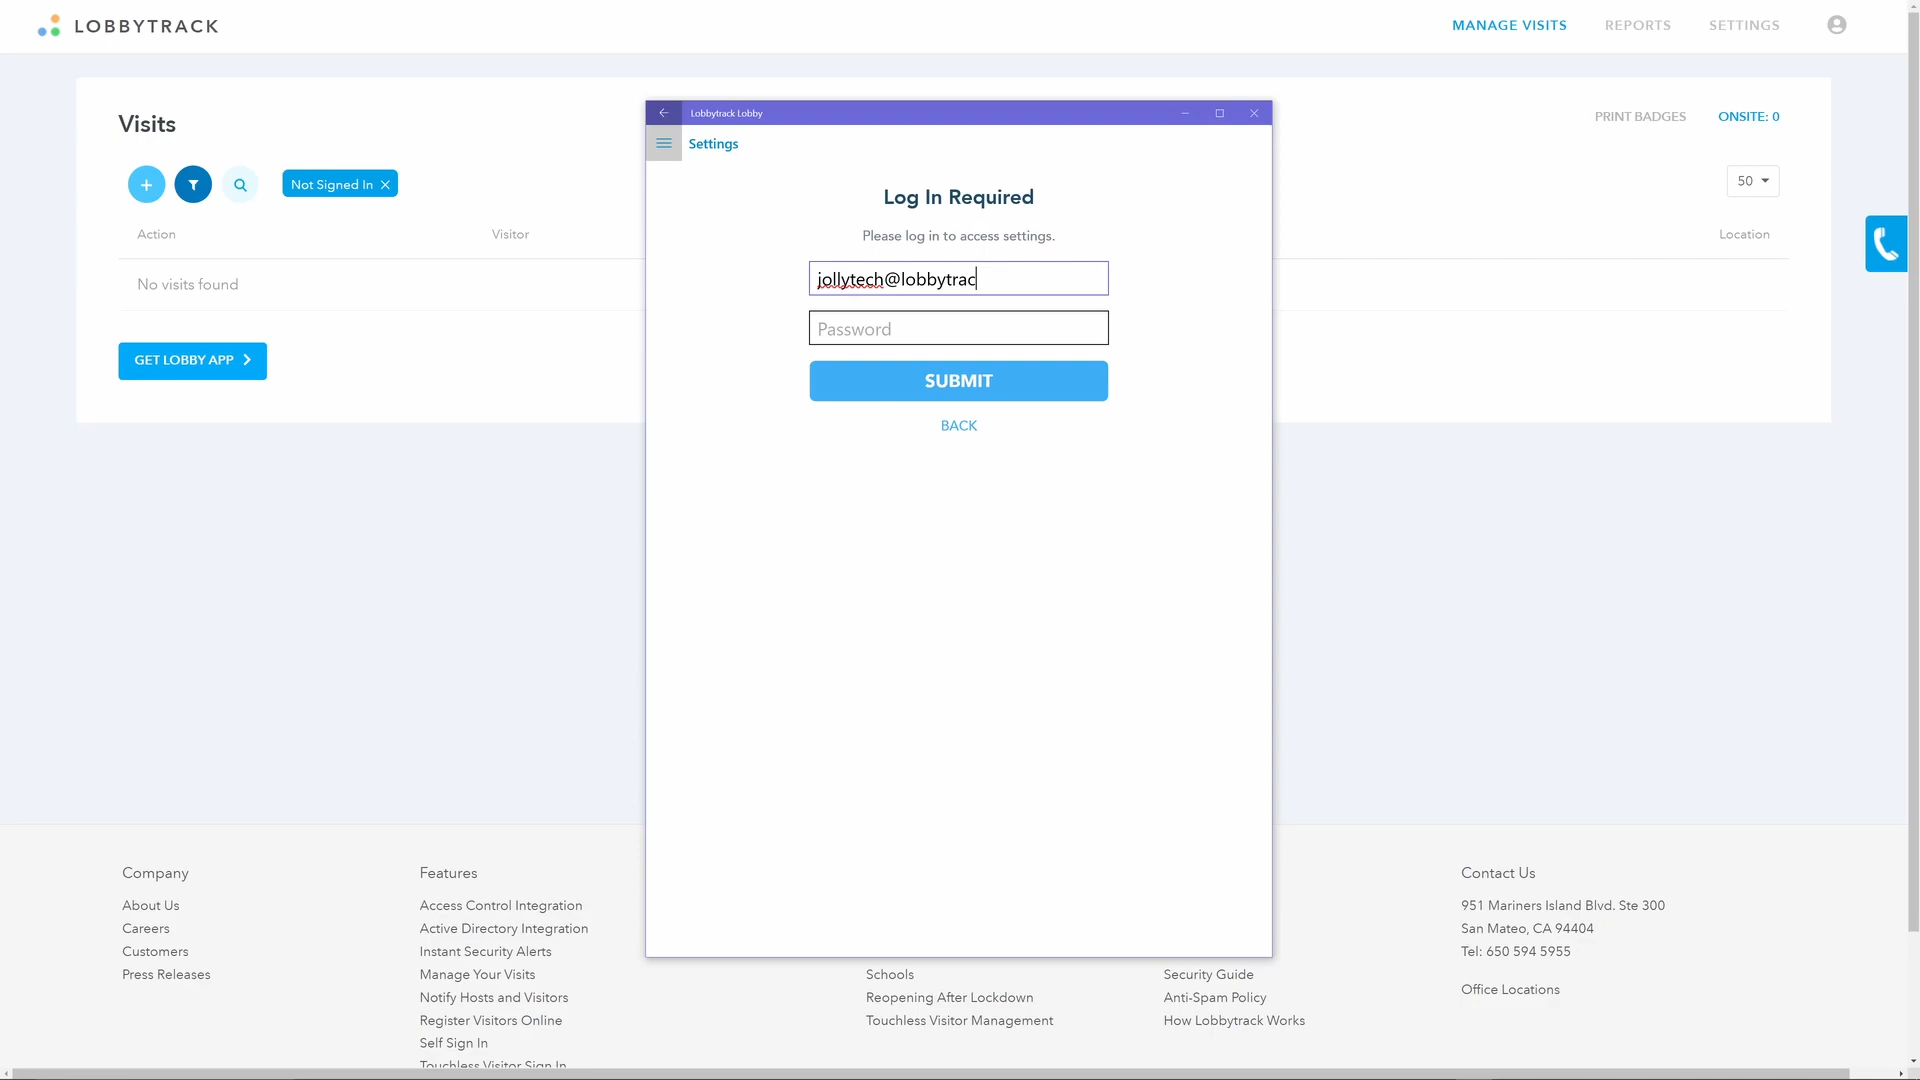 LOBBYTRACK
MANAGE VISITS
REPORTS
SETTINGS
Visits
PRINT BADGES
ONSITE: 0
Not Signed In
50
Action
Visitor
Location
No visits found
GET LOBBY APP
Lobbytrack Lobby
Settings
Log In Required
Please log in to access settings.
jollytech@lobbytrac
Password
SUBMIT
BACK
Company
About Us
Careers
Customers
Press Releases
Features
Access Control Integration
Active Directory Integration
Instant Security Alerts
Manage Your Visits
Notify Hosts and Visitors
Register Visitors Online
Self Sign In
Touchless Visitor Sign In
Schools
Reopening After Lockdown
Touchless Visitor Management
Security Guide
Anti-Spam Policy
How Lobbytrack Works
Contact Us
951 Mariners Island Blvd. Ste 300
San Mateo, CA 94404
Tel: 650 594 5955
Office Locations